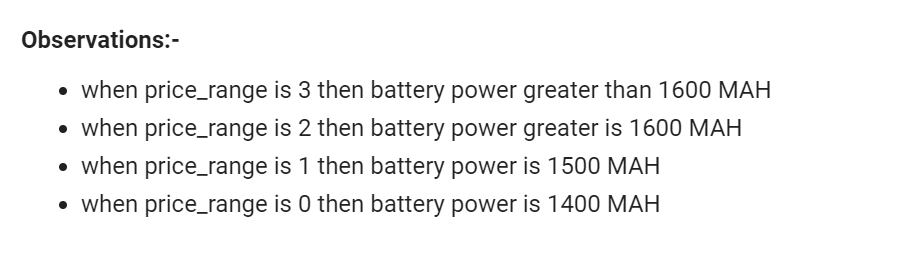 Observations:-
• when price_range is 3 then battery power greater than 1600 MAH
• when price_range is 2 then battery power greater is 1600 MAH
• when price_range is 1 then battery power is 1500 MAH
• when price_range is 0 then battery power is 1400 MAH